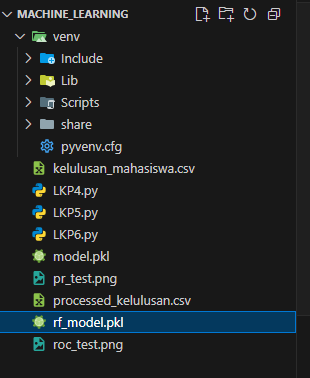 MACHINE_LEARNING
venv
Include
Lib
Scripts
share
pyvenv.cfg
kelulusan_mahasiswa.csv
LKP4.py
LKP5.py
LKP6.py
model.pkl
pr_test.png
processed_kelulusan.csv
rf_model.pkl
roc_test.png